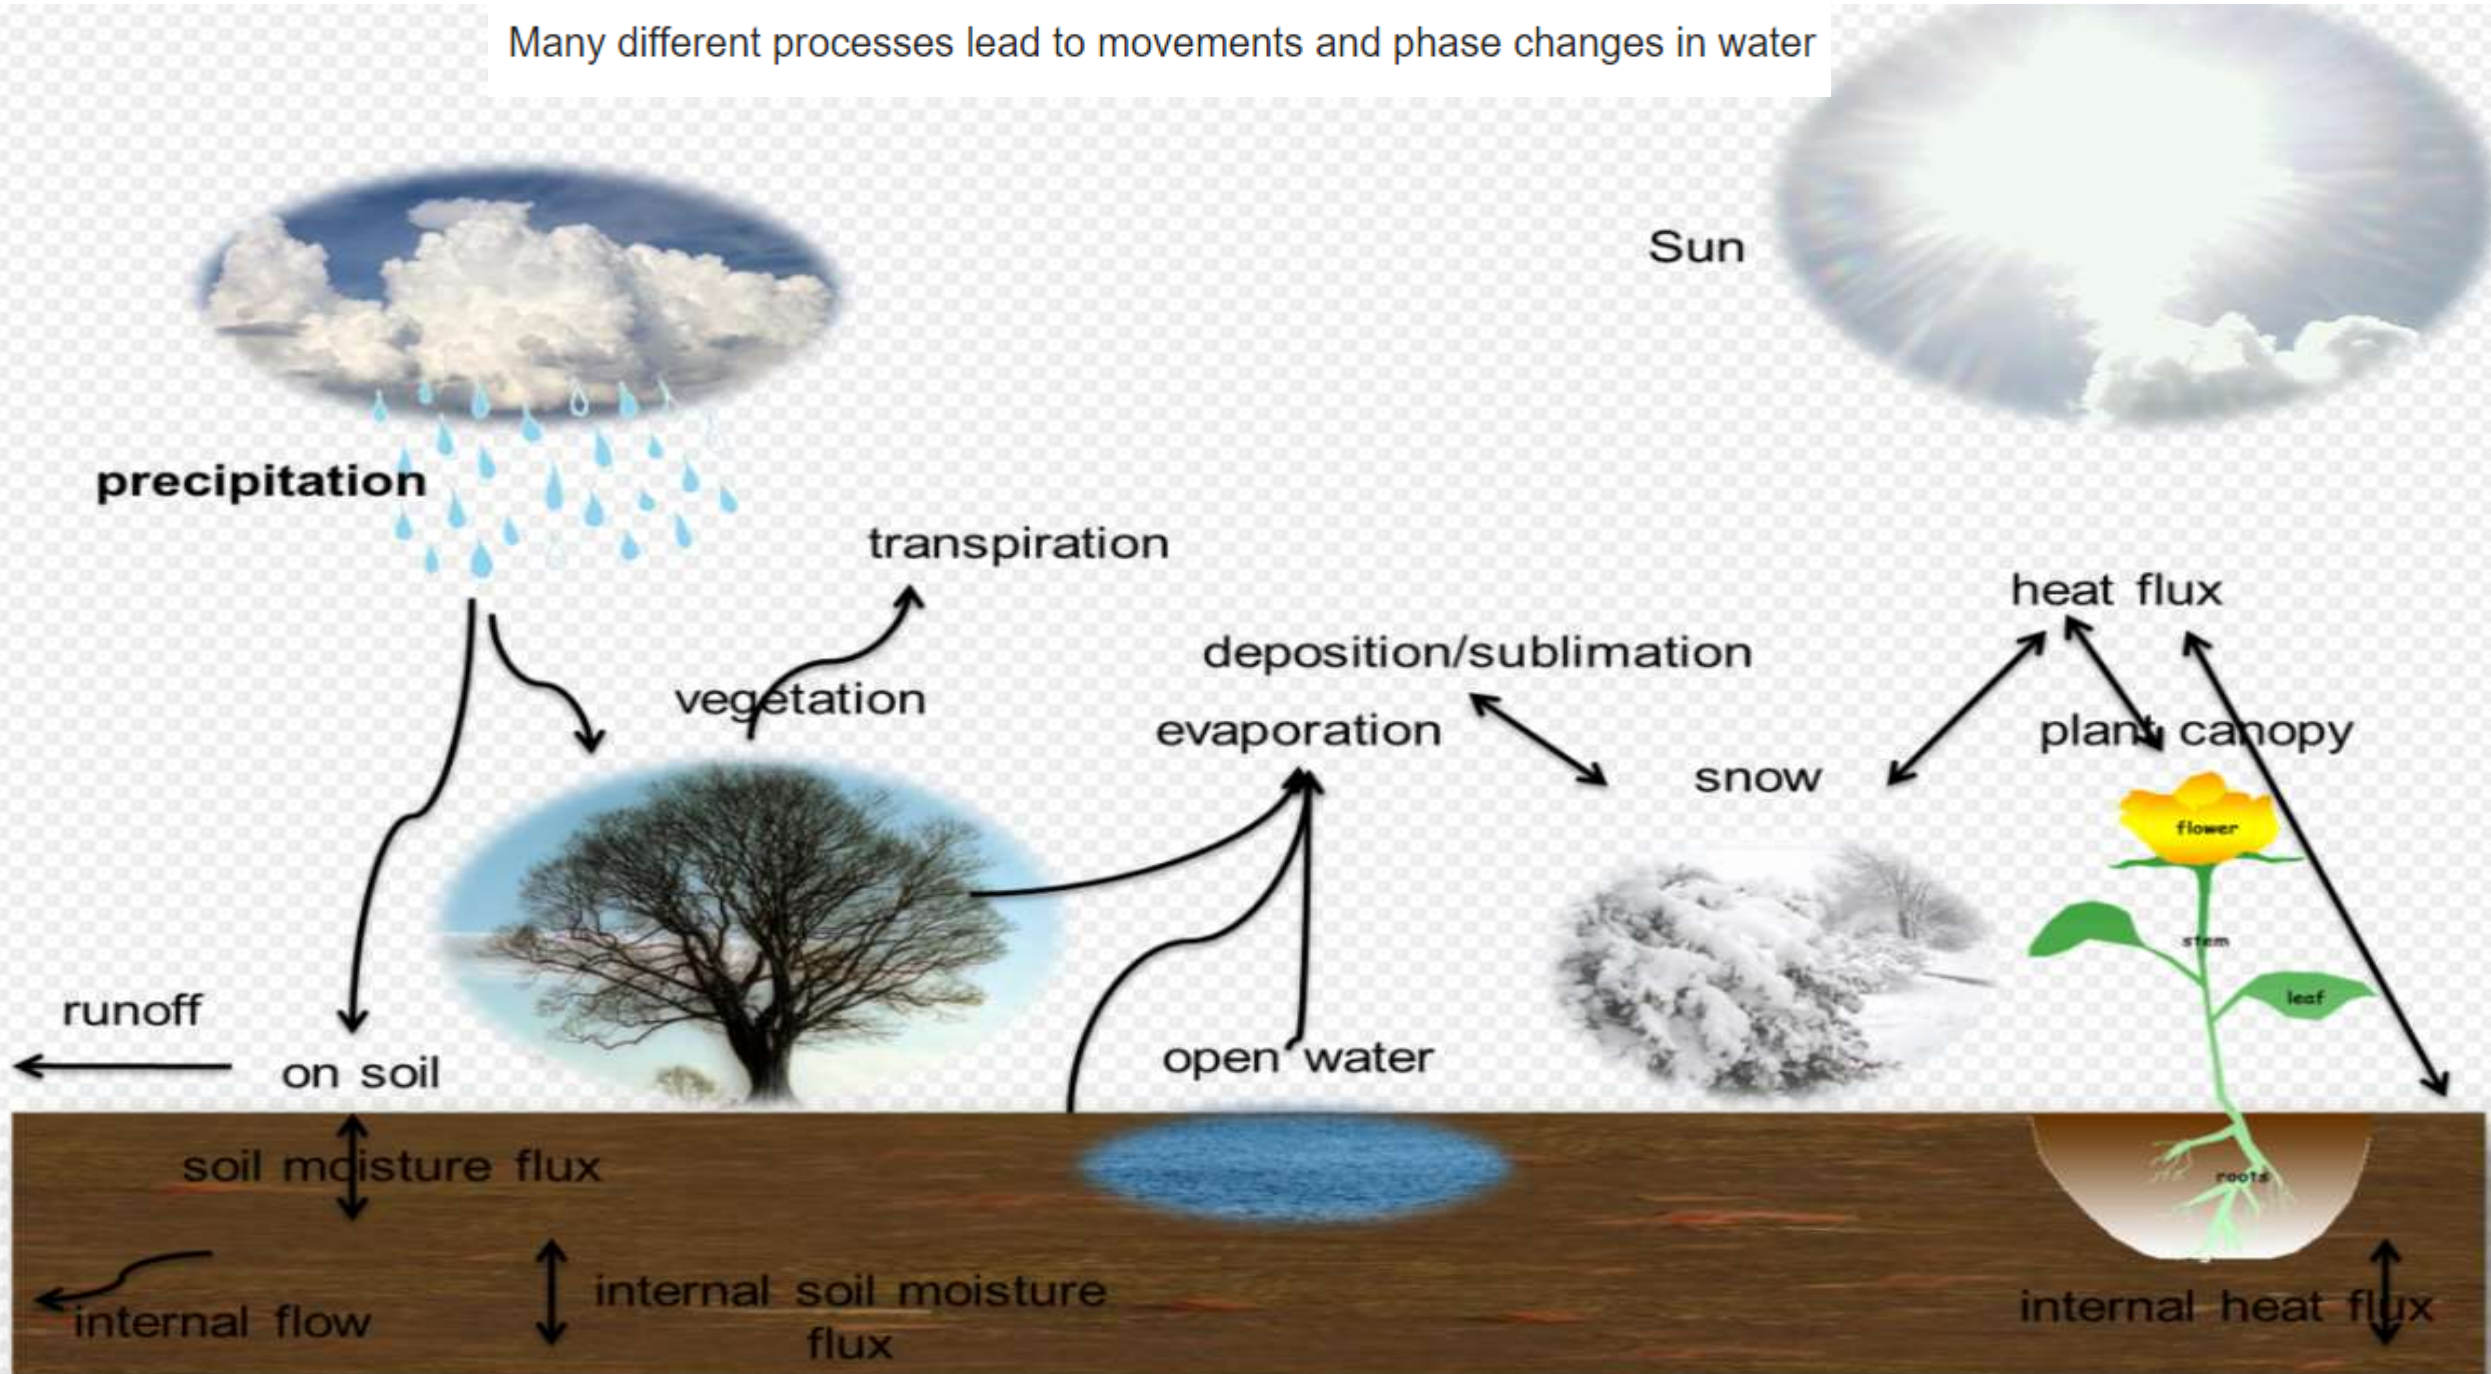 Many different processes lead to movements and phase changes in water
Sun
precipitation
transpiration
heat flux
deposition/sublimation
vegetation
evaporation
plant canopy
snow
flower
stem
leaf
runoff
open water
on soil
soil moisture flux
roots
internal soil moisture
flux
internal heat flux
internal flow